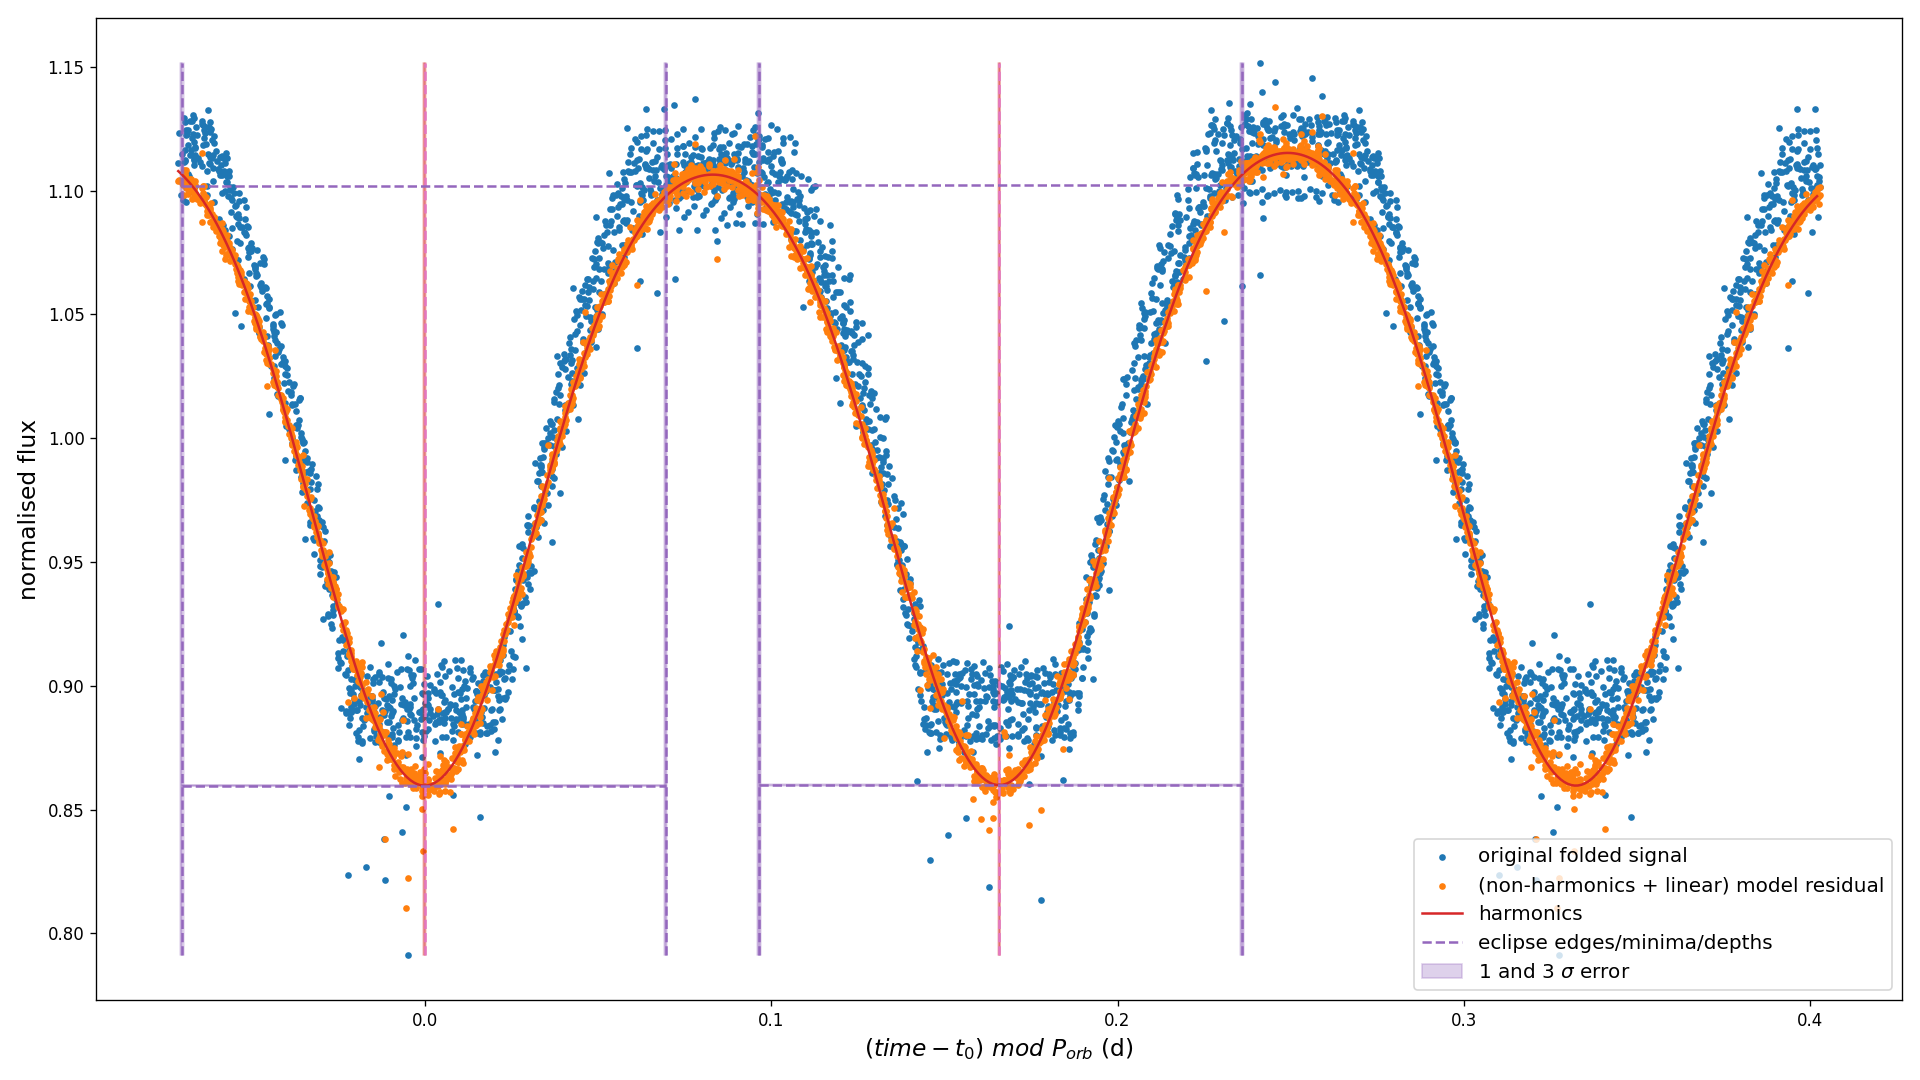 1.15
1.10
1.05
1.00
0.95
0.90
0.85
0.80
normalised flux
0.0
0.1
0.2
0.3
0.4
(time − t₀) mod P_orb (d)
original folded signal
(non-harmonics + linear) model residual
harmonics
eclipse edges/minima/depths
1 and 3 σ error